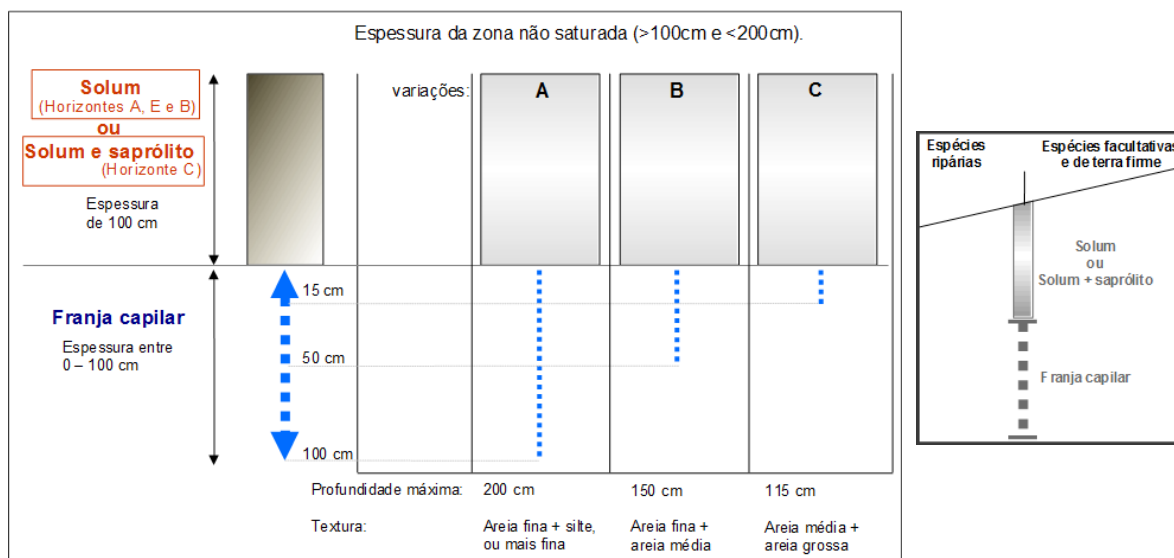 Espessura da zona não saturada (>100cm e <200cm).
Solum
(Horizontes A, E e B)
ou
Solum e saprólito
(Horizonte C)
Espessura
de 100 cm
variações:
A
B
C
Franja capilar
Espessura entre
0 – 100 cm
15 cm
50 cm
100 cm
Profundidade máxima:
200 cm
150 cm
115 cm
Textura:
Areia fina + silte,
ou mais fina
Areia fina +
areia média
Areia média +
areia grossa
Espécies
ripárias
Espécies facultativas
e de terra firme
Solum
ou
Solum + saprólito
Franja capilar